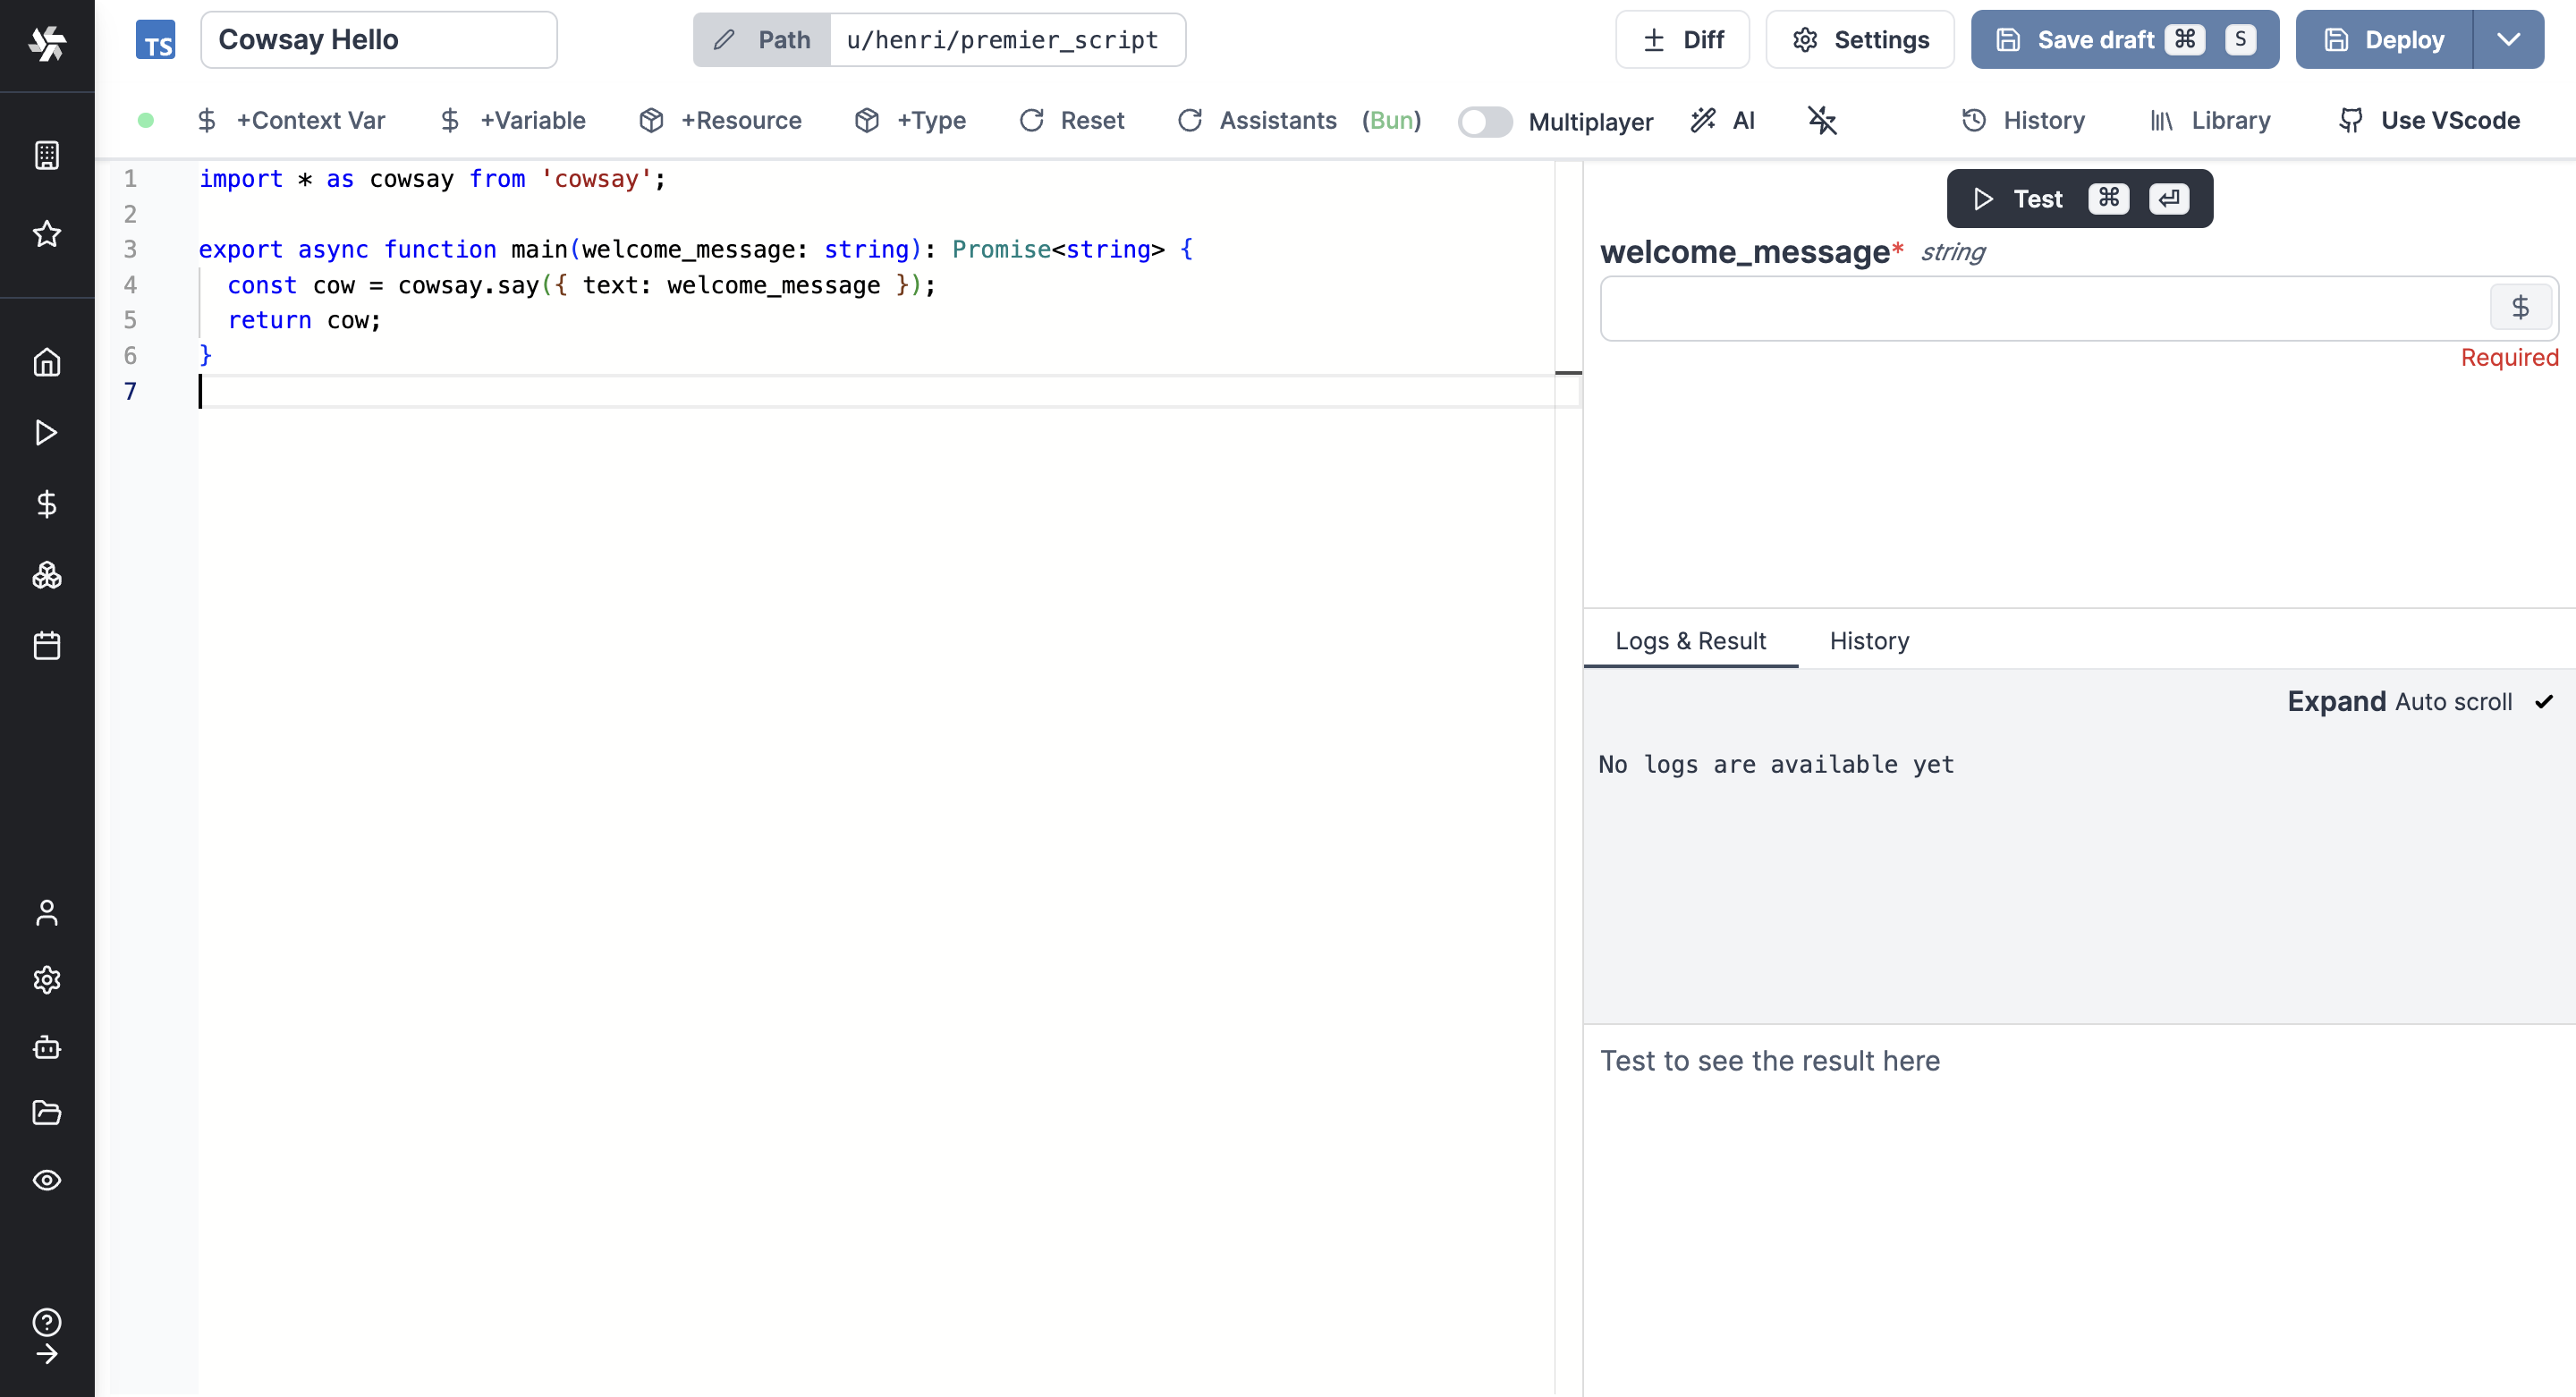 TS Cowsay Hello Path u/henri/premier_script ± Diff Settings Save draft ⌘ S Deploy
$ +Context Var $ +Variable +Resource +Type Reset Assistants (Bun) Multiplayer AI History Library Use VScode
1 import * as cowsay from 'cowsay';
2
3 export async function main(welcome_message: string): Promise<string> {
4 const cow = cowsay.say({ text: welcome_message });
5 return cow;
6 }
7
Test ⌘ ⏎
welcome_message* string
$
Required
Logs & Result History
Expand Auto scroll ✓
No logs are available yet
Test to see the result here